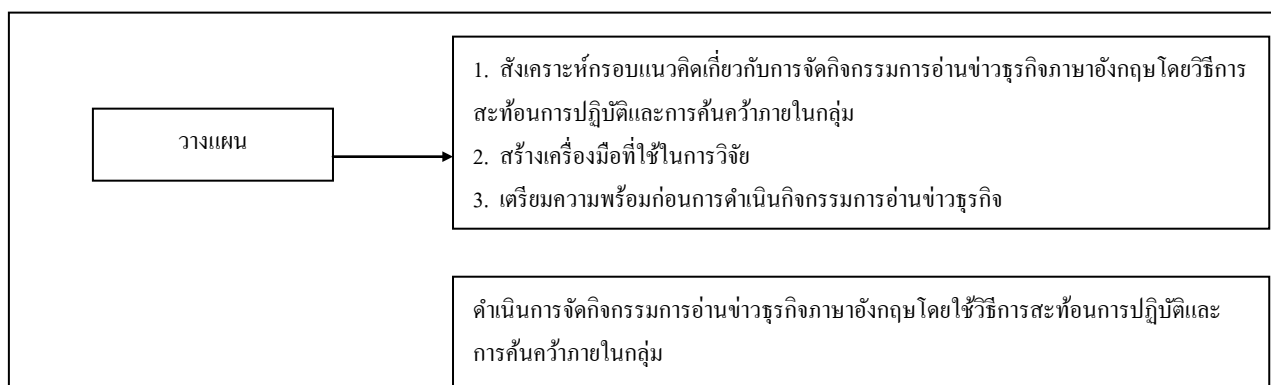 1. สังเคราะห์กรอบแนวคิดเกี่ยวกับการจัดกิจกรรมการอ่านข่าวธุรกิจภาษาอังกฤษโดยวิธีการ
สะท้อนการปฏิบัติและการค้นคว้าภายในกลุ่ม
วางแผน
2. สร้างเครื่องมือที่ใช้ในการวิจัย
3. เตรียมความพร้อมก่อนการดำเนินกิจกรรมการอ่านข่าวธุรกิจ
ดำเนินการจัดกิจกรรมการอ่านข่าวธุรกิจภาษาอังกฤษโดยใช้วิธีการสะท้อนการปฏิบัติและ
การค้นคว้าภายในกลุ่ม